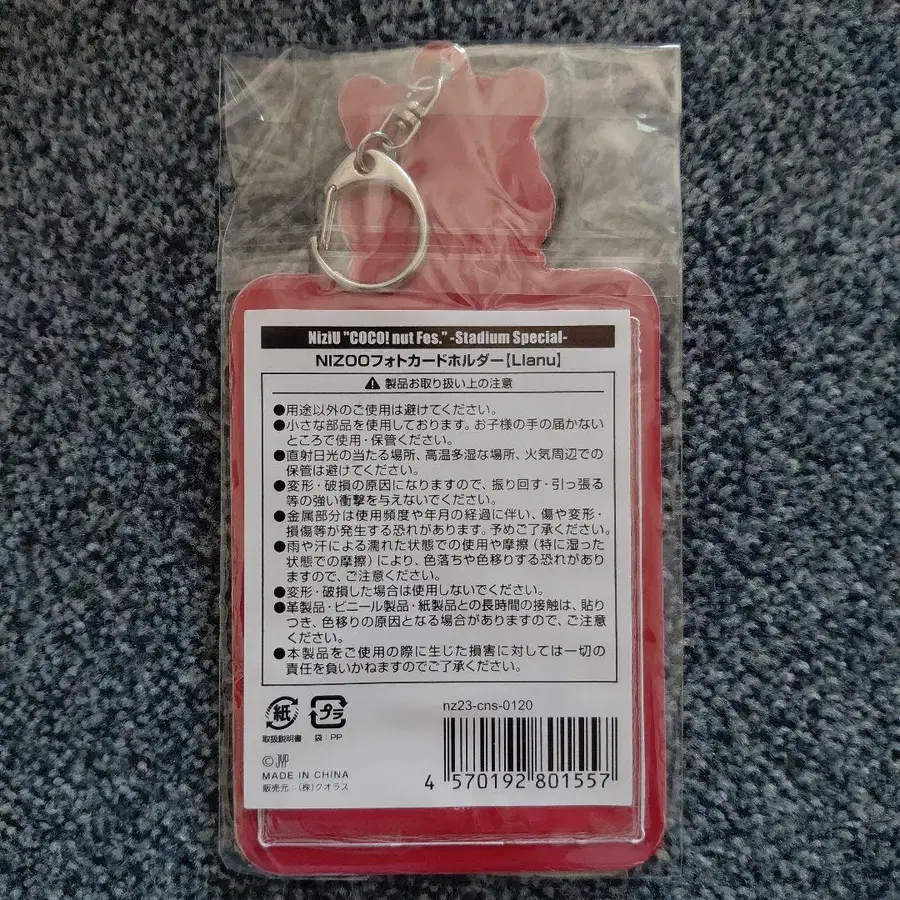 NiziU "COCO! nut Fes." -Stadium Special-
NIZOOフォトカードホルダー【LIanu】
⚠ 製品お取り扱い上の注意
●用途以外のご使用は避けてください。
●小さな部品を使用しております。お子様の手の届かない
ところで使用・保管ください。
●直射日光の当たる場所、高温多湿な場所、火気周辺での
保管は避けてください。
●変形・破損の原因になりますので、振り回す・引っ張る
等の強い衝撃を与えないでください。
●金属部分は使用頻度や年月の経過に伴い、傷や変形・
損傷等が発生する恐れがあります。予めご了承ください。
●雨や汗による濡れた状態での使用や摩擦（特に湿った
状態での摩擦）により、色落ちや色移りする恐れがあり
ますので、ご注意ください。
●変形・破損した場合は使用しないでください。
●革製品・ビニール製品・紙製品との長時間の接触は、貼り
つき、色移りの原因となる場合がありますので、ご注意
ください。
●本製品をご使用の際に生じた損害に対しては一切の
責任を負いかねますのでご了承ください。
紙 プラ
取扱説明書 袋：PP
nz23-cns-0120
© JYP
MADE IN CHINA
販売元：（株）クオラス
4 570192 801557